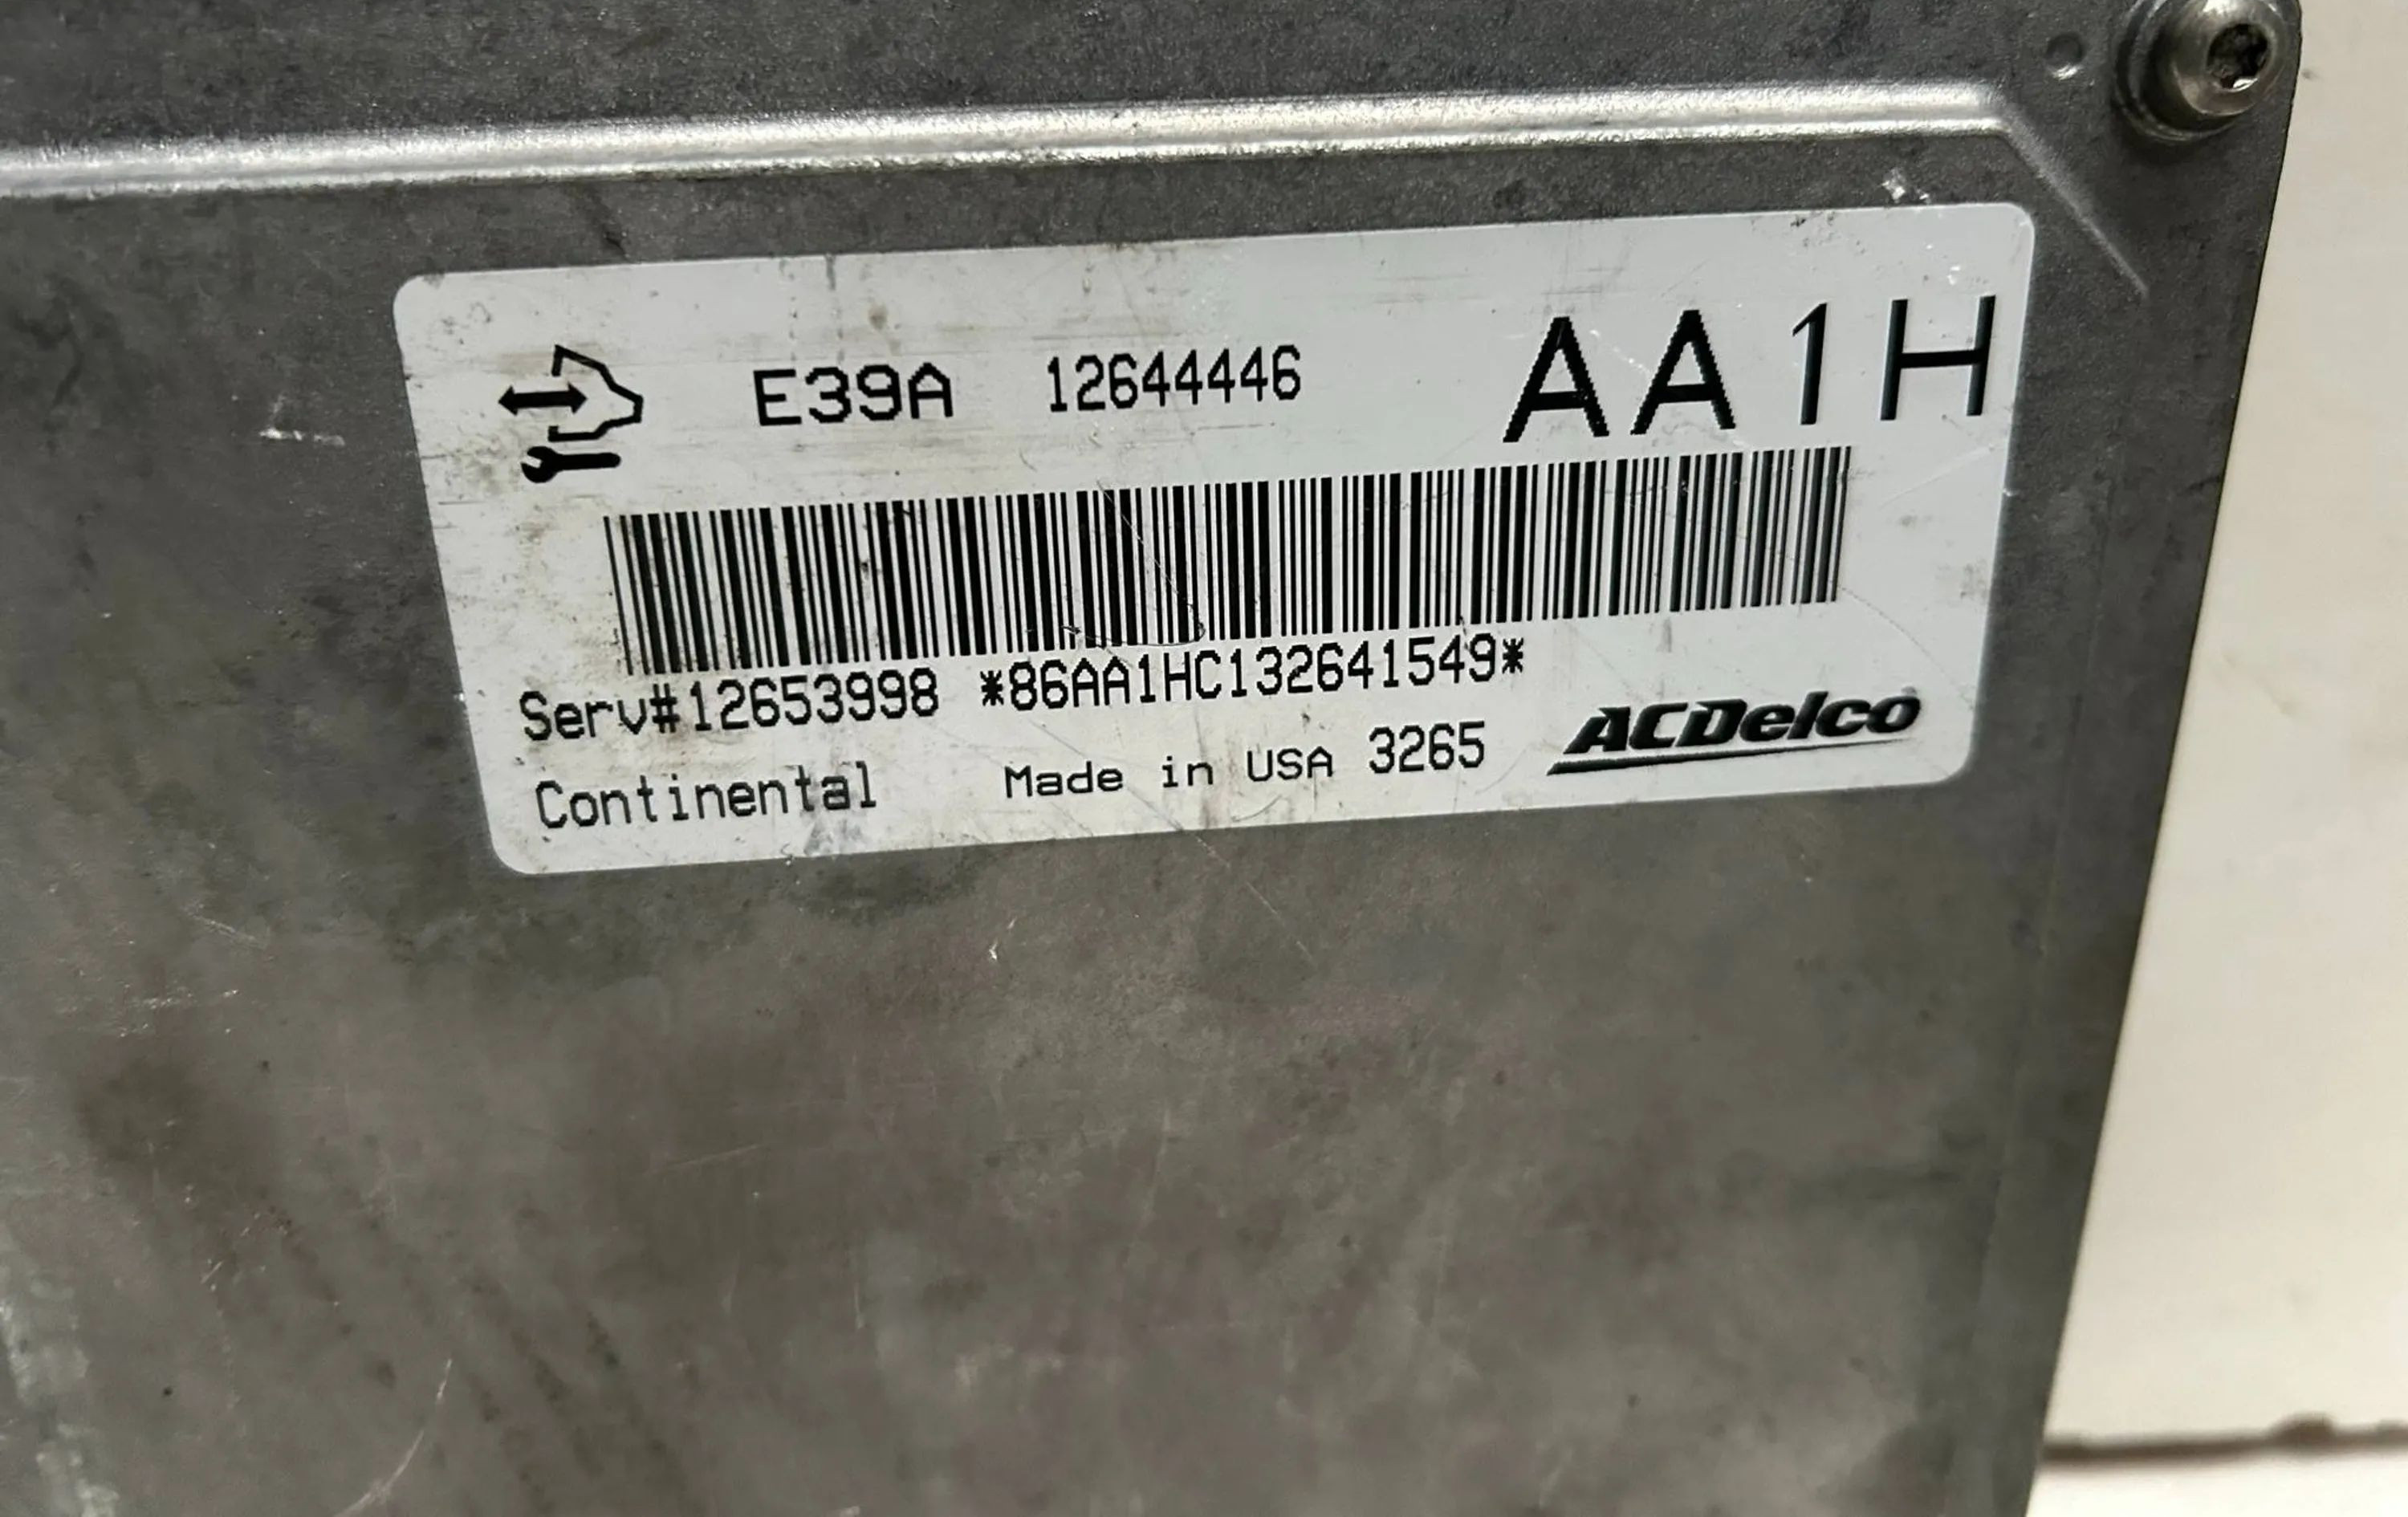 E39A 12644446 AA1H
Serv#12653998 *86AA1HC132641549*
Continental Made in USA 3265 ACDelco